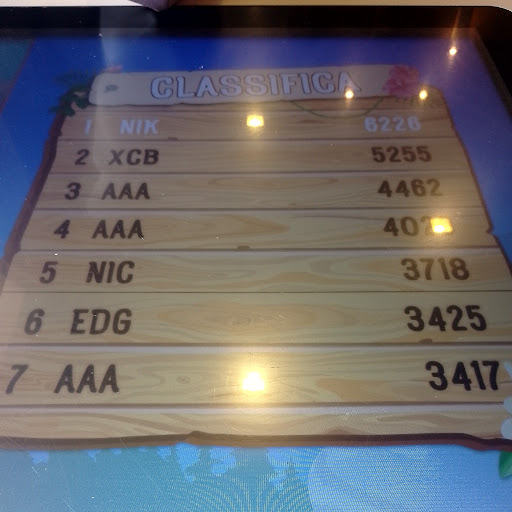 CLASSIFICA
1 NIK 6226
2 XCB 5255
3 AAA 4462
4 AAA
5 NIC 3718
6 EDG 3425
7 AAA 3417